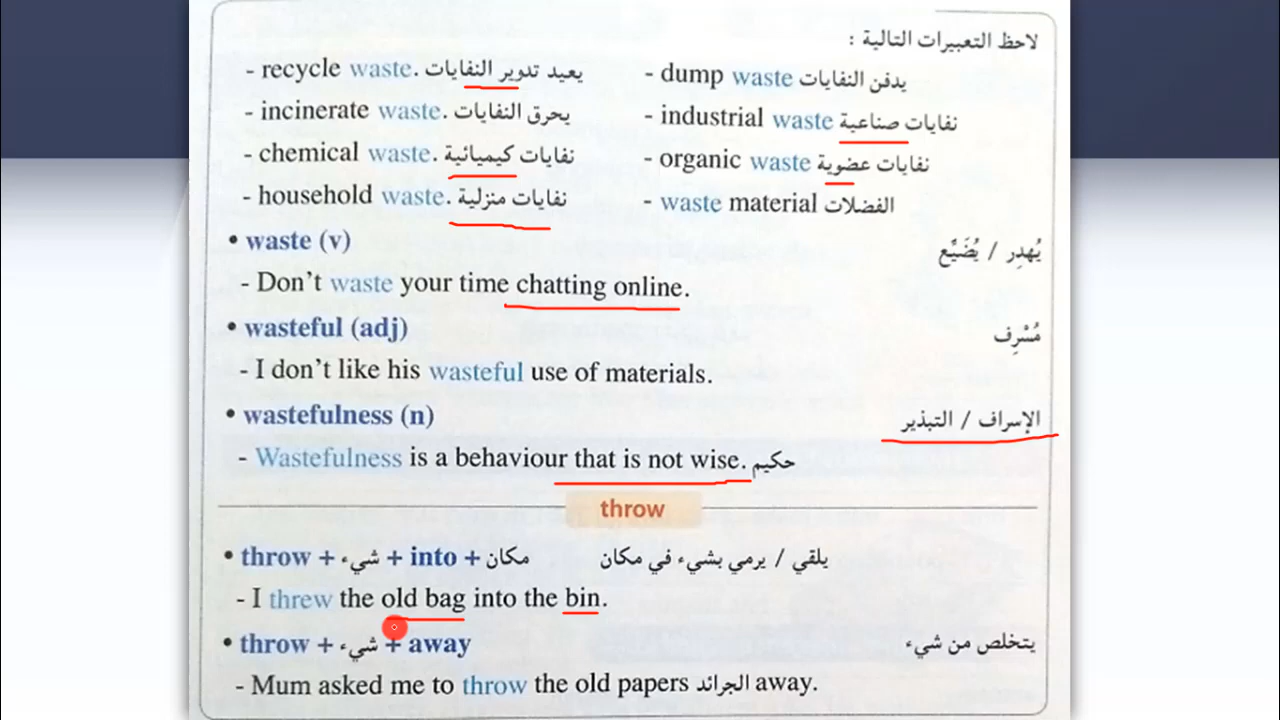 لاحظ التعبيرات التالية :
- recycle waste. يعيد تدوير النفايات - dump waste يدفن النفايات
- incinerate waste. يحرق النفايات - industrial waste نفايات صناعية
- chemical waste. نفايات كيميائية - organic waste نفايات عضوية
- household waste. نفايات منزلية - waste material الفضلات
• waste (v) يُهدِر / يُضَيِّع
- Don't waste your time chatting online.
• wasteful (adj) مُسْرِف
- I don't like his wasteful use of materials.
• wastefulness (n) الإسراف / التبذير
- Wastefulness is a behaviour that is not wise. حكيم
throw
• throw + شيء + into + مكان يلقي / يرمي بشيء في مكان
- I threw the old bag into the bin.
• throw + شيء + away يتخلص من شيء
- Mum asked me to throw the old papers الجرائد away.